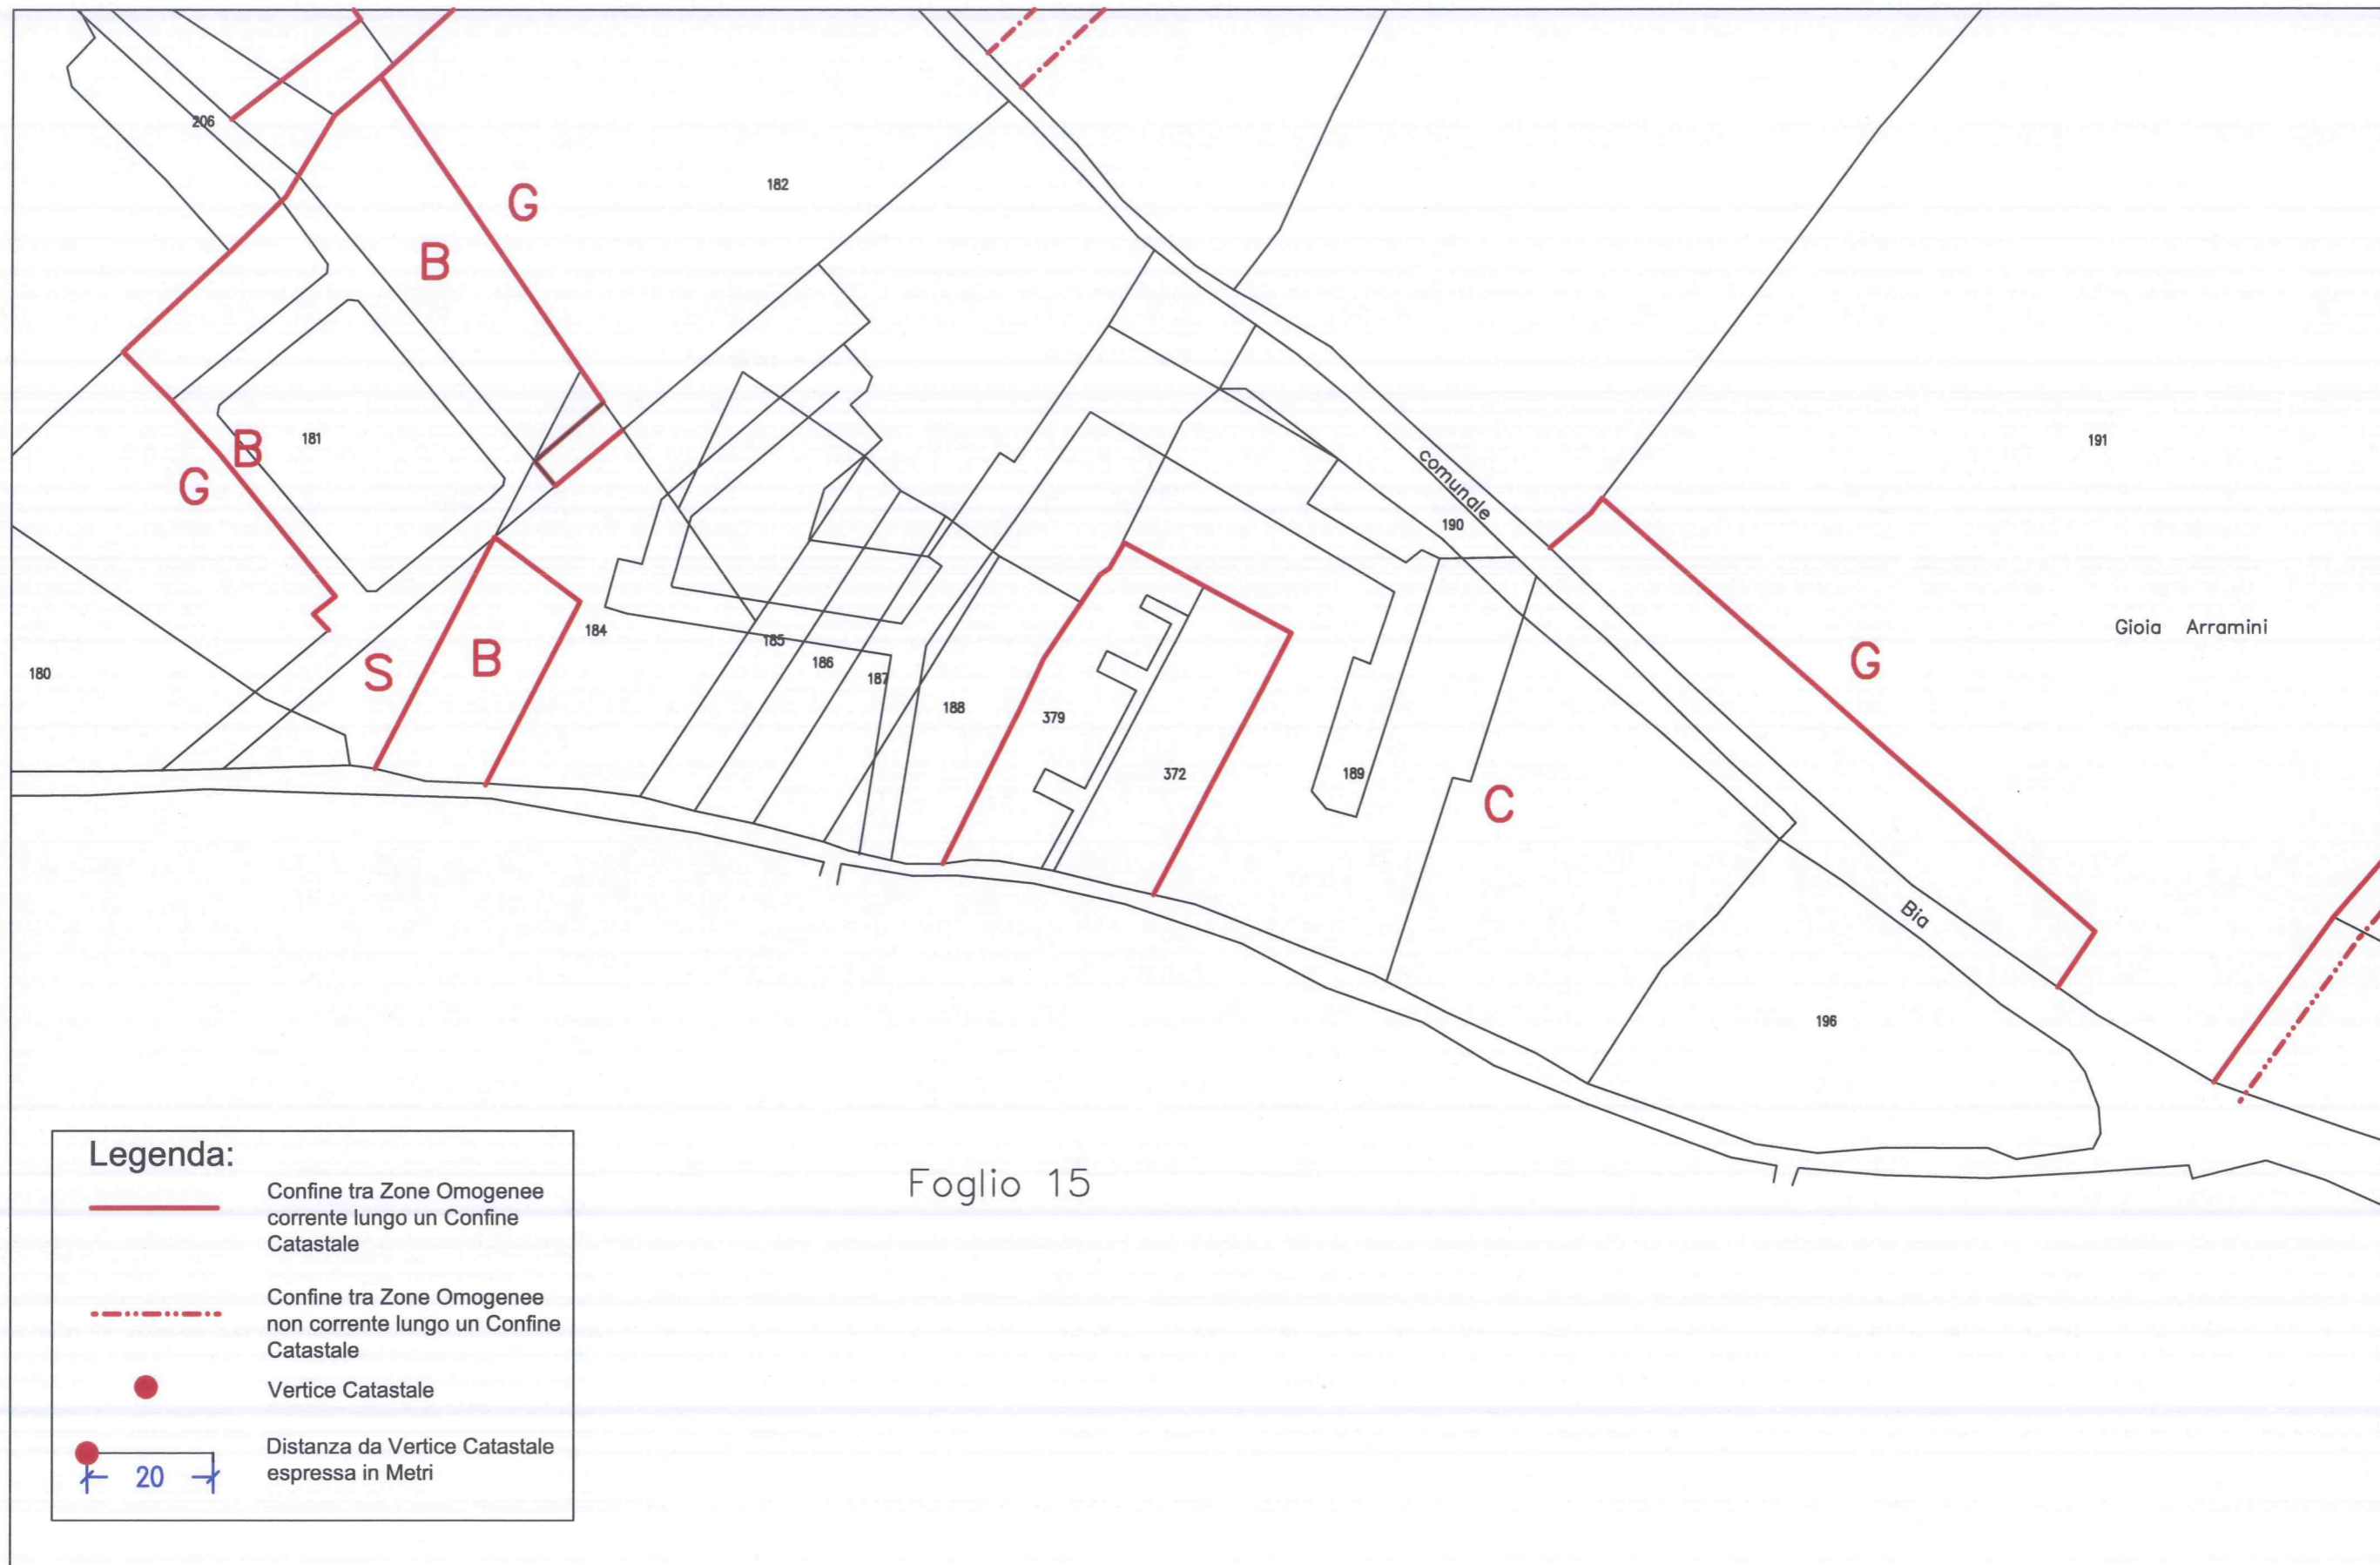 206
182
G
B
B
181
G
comunale
190
191
Gioia Arramini
184
185
186
187
180
S
B
G
188
379
372
189
C
Bia
196
Legenda:
Confine tra Zone Omogenee
corrente lungo un Confine
Catastale
Confine tra Zone Omogenee
non corrente lungo un Confine
Catastale
Vertice Catastale
Distanza da Vertice Catastale
espressa in Metri
20
Foglio 15